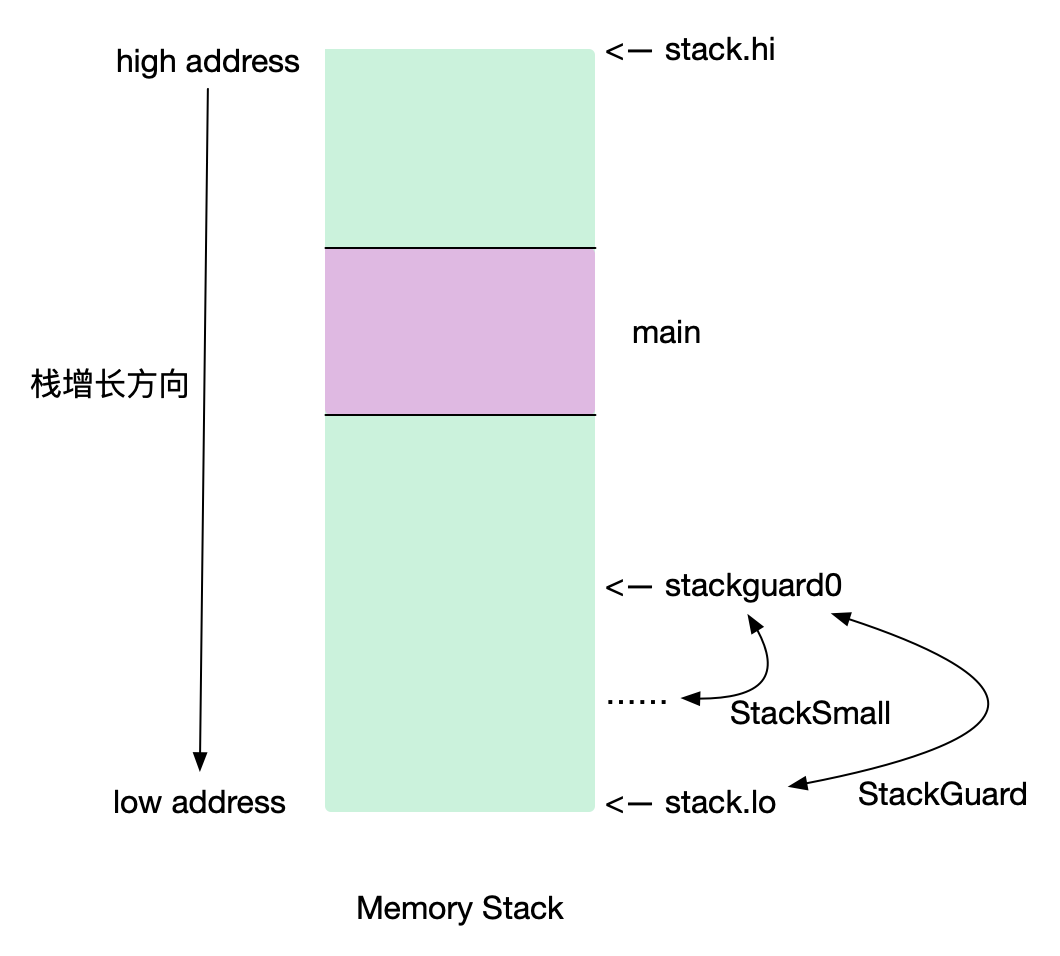 high address
<— stack.hi
main
栈增长方向
<— stackguard0
......
StackSmall
low address
<— stack.lo
StackGuard
Memory Stack